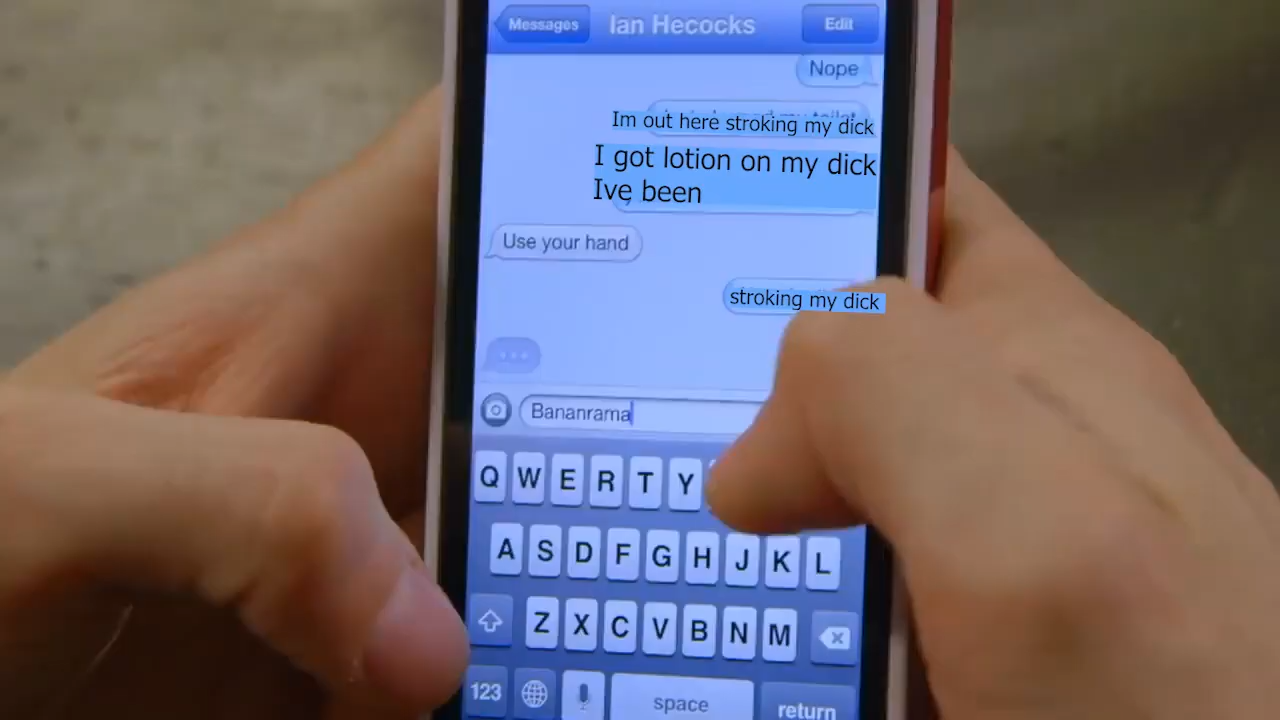 Messages
Ian Hecocks
Edit
Nope
Im out here stroking my dick
I got lotion on my dick
Ive been
Use your hand
stroking my dick
...
Bananrama
Q W E R T Y
A S D F G H J K L
Z X C V B N M
123
space
return